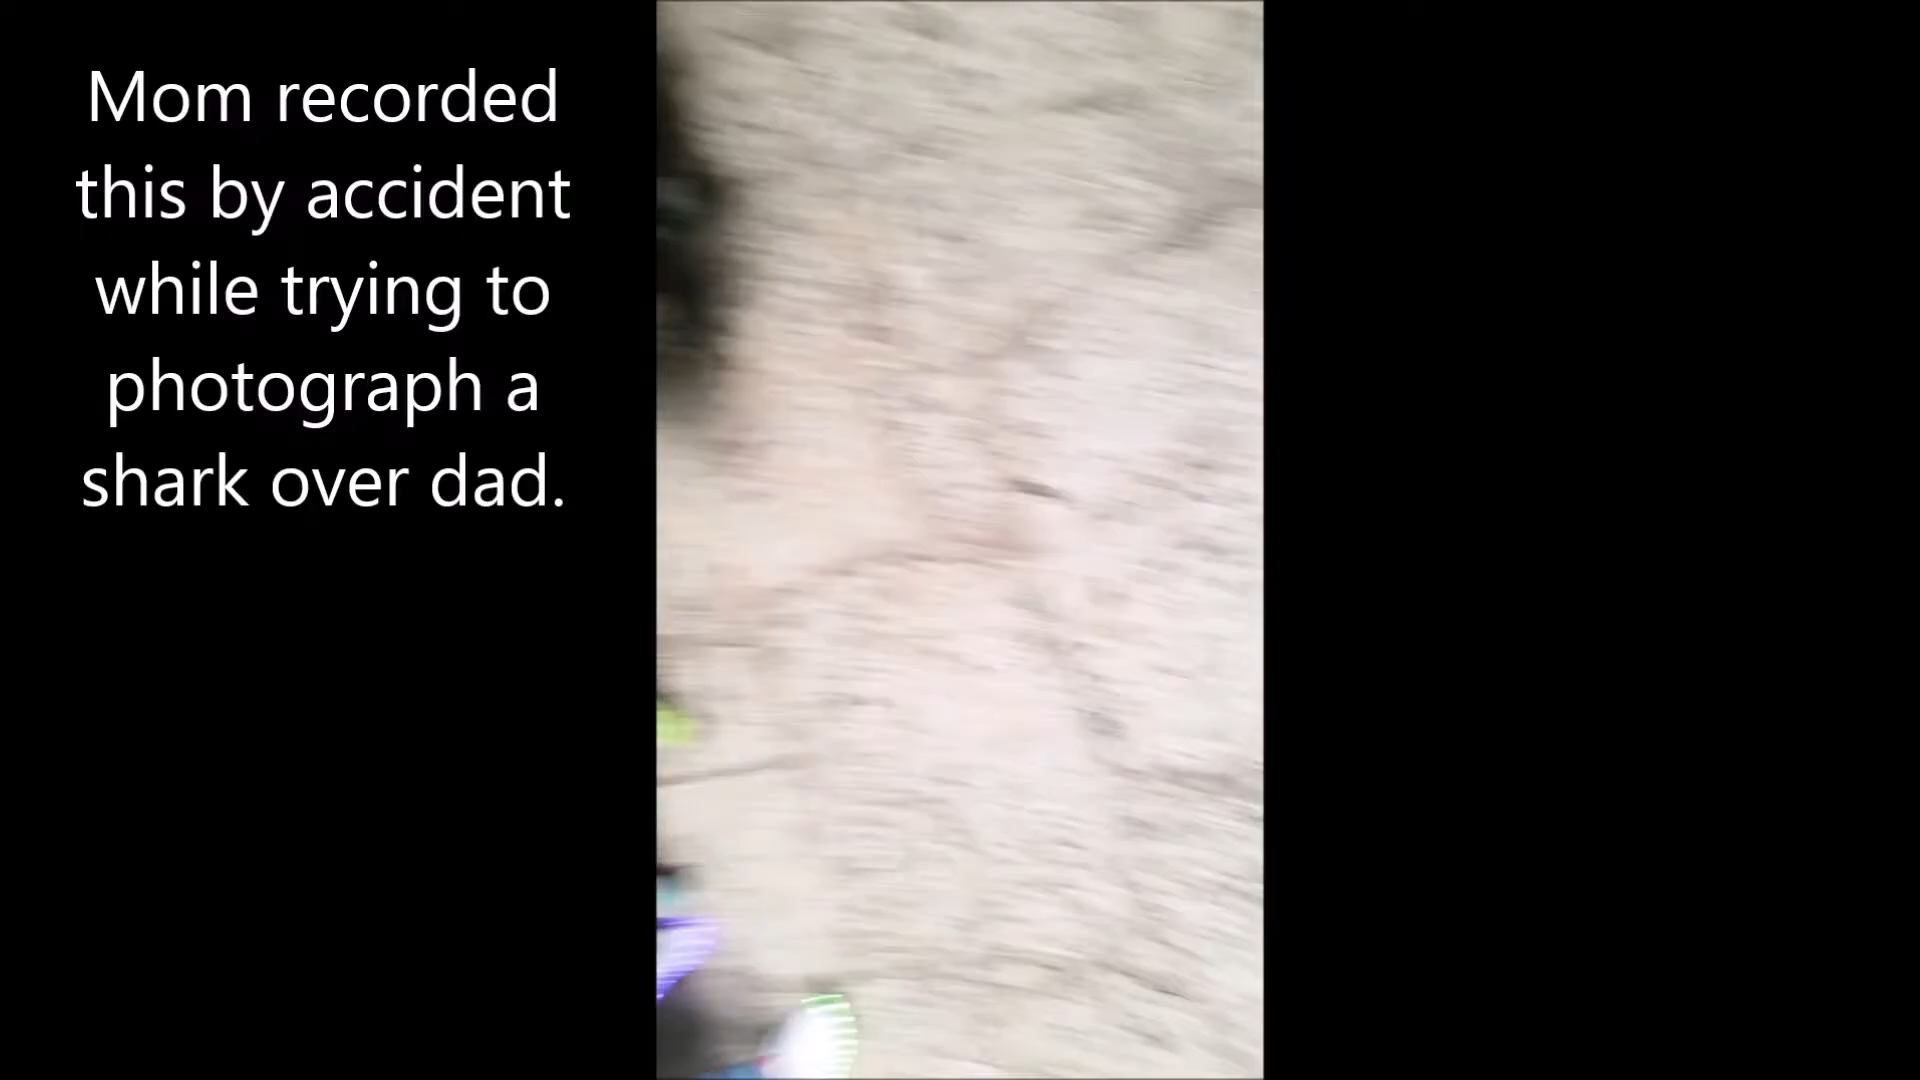 Mom recorded
this by accident
while trying to
photograph a
shark over dad.